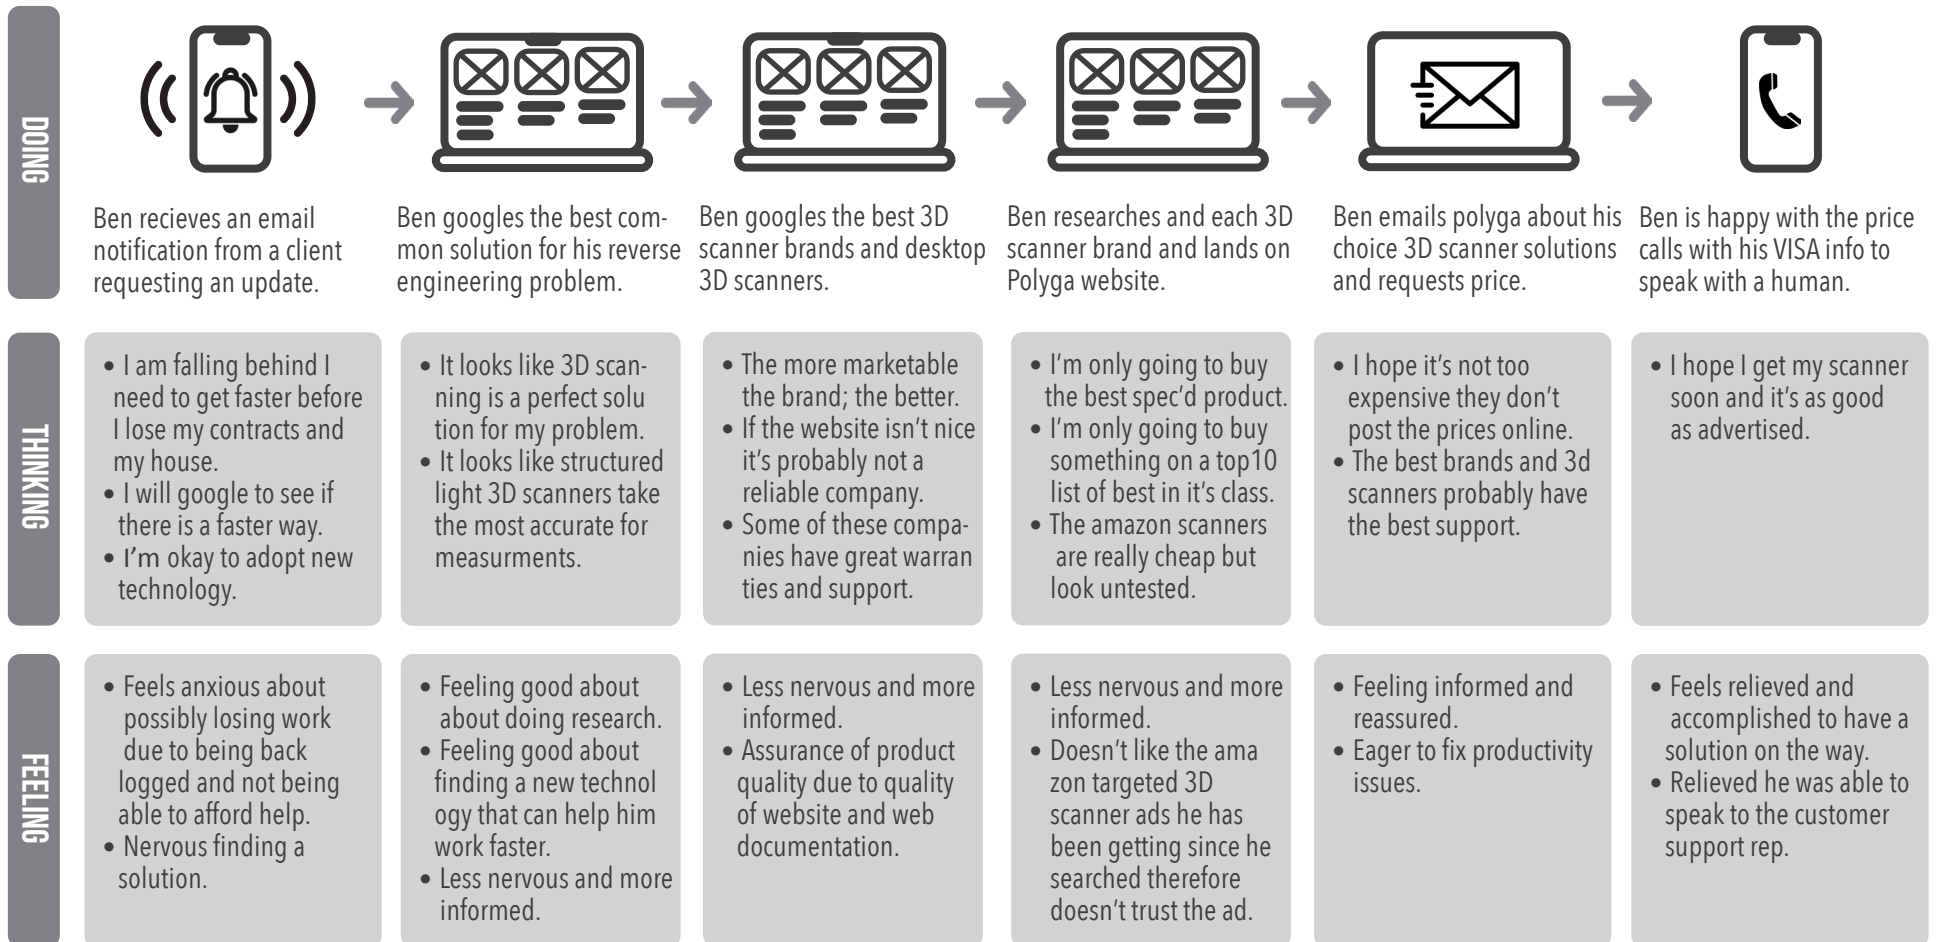 DOING
Ben recieves an email
notification from a client
requesting an update.
Ben googles the best com-
mon solution for his reverse
engineering problem.
Ben googles the best 3D
scanner brands and desktop
3D scanners.
Ben researches and each 3D
scanner brand and lands on
Polyga website.
Ben emails polyga about his
choice 3D scanner solutions
and requests price.
Ben is happy with the price
calls with his VISA info to
speak with a human.
THINKING
• I am falling behind I
need to get faster before
I lose my contracts and
my house.
• I will google to see if
there is a faster way.
• I'm okay to adopt new
technology.
• It looks like 3D scan-
ning is a perfect solu
tion for my problem.
• It looks like structured
light 3D scanners take
the most accurate for
measurments.
• The more marketable
the brand; the better.
• If the website isn't nice
it's probably not a
reliable company.
• Some of these compa-
nies have great warran
ties and support.
• I'm only going to buy
the best spec'd product.
• I'm only going to buy
something on a top10
list of best in it's class.
• The amazon scanners
are really cheap but
look untested.
• I hope it's not too
expensive they don't
post the prices online.
• The best brands and 3d
scanners probably have
the best support.
• I hope I get my scanner
soon and it's as good
as advertised.
FEELING
• Feels anxious about
possibly losing work
due to being back
logged and not being
able to afford help.
• Nervous finding a
solution.
• Feeling good about
about doing research.
• Feeling good about
finding a new technol
ogy that can help him
work faster.
• Less nervous and more
informed.
• Less nervous and more
informed.
• Assurance of product
quality due to quality
of website and web
documentation.
• Less nervous and more
informed.
• Doesn't like the ama
zon targeted 3D
scanner ads he has
been getting since he
searched therefore
doesn't trust the ad.
• Feeling informed and
reassured.
• Eager to fix productivity
issues.
• Feels relieved and
accomplished to have a
solution on the way.
• Relieved he was able to
speak to the customer
support rep.